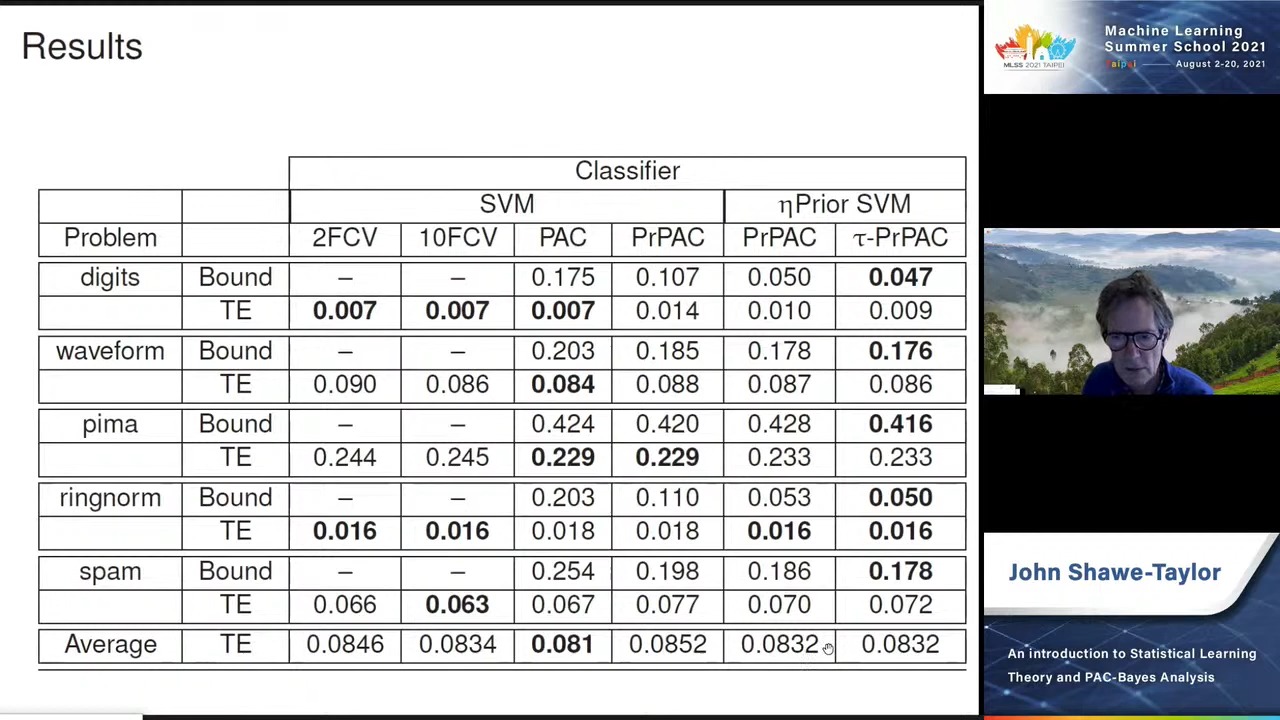 Results
Classifier
SVM ηPrior SVM
Problem 2FCV 10FCV PAC PrPAC PrPAC τ-PrPAC
digits Bound – – 0.175 0.107 0.050 0.047
TE 0.007 0.007 0.007 0.014 0.010 0.009
waveform Bound – – 0.203 0.185 0.178 0.176
TE 0.090 0.086 0.084 0.088 0.087 0.086
pima Bound – – 0.424 0.420 0.428 0.416
TE 0.244 0.245 0.229 0.229 0.233 0.233
ringnorm Bound – – 0.203 0.110 0.053 0.050
TE 0.016 0.016 0.018 0.018 0.016 0.016
spam Bound – – 0.254 0.198 0.186 0.178
TE 0.066 0.063 0.067 0.077 0.070 0.072
Average TE 0.0846 0.0834 0.081 0.0852 0.0832 0.0832
MLSS 2021 TAIPEI
Machine Learning
Summer School 2021
Taipei August 2-20, 2021
John Shawe-Taylor
An introduction to Statistical Learning
Theory and PAC-Bayes Analysis